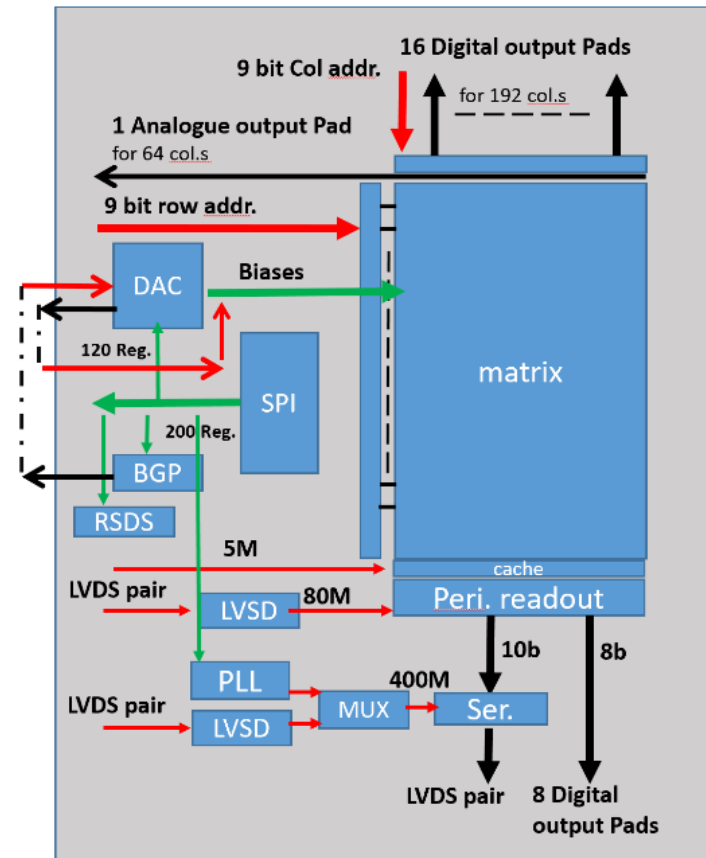 16 Digital output Pads
9 bit Col addr.
for 192 col.s
1 Analogue output Pad
for 64 col.s
9 bit row addr.
DAC
Biases
120 Reg.
matrix
SPI
200 Reg.
BGP
RSDS
5M
cache
LVDS pair
LVSD
80M
Peri. readout
10b
8b
PLL
400M
LVDS pair
LVSD
MUX
Ser.
LVDS pair
8 Digital
output Pads